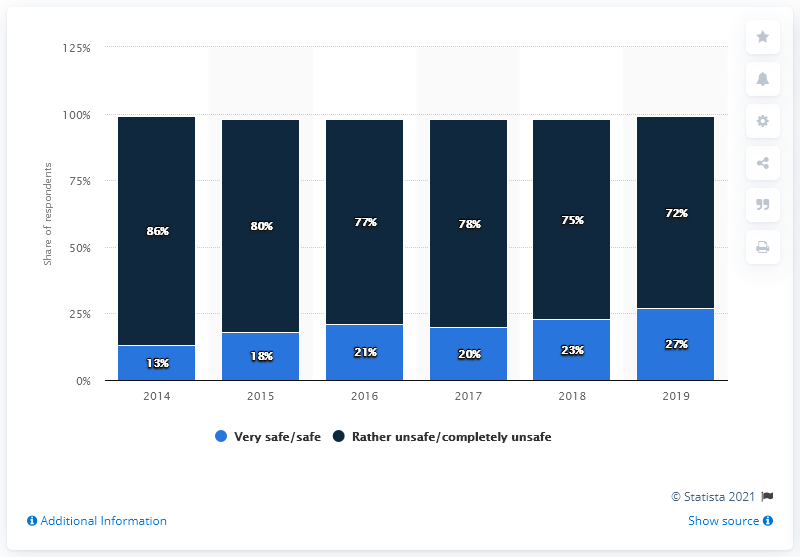 125%
100%
75%
50%
25%
0%
Share of respondents
86% 80% 77% 78% 75% 72%
13% 18% 21% 20% 23% 27%
2014 2015 2016 2017 2018 2019
Very safe/safe Rather unsafe/completely unsafe
© Statista 2021
Additional Information Show source